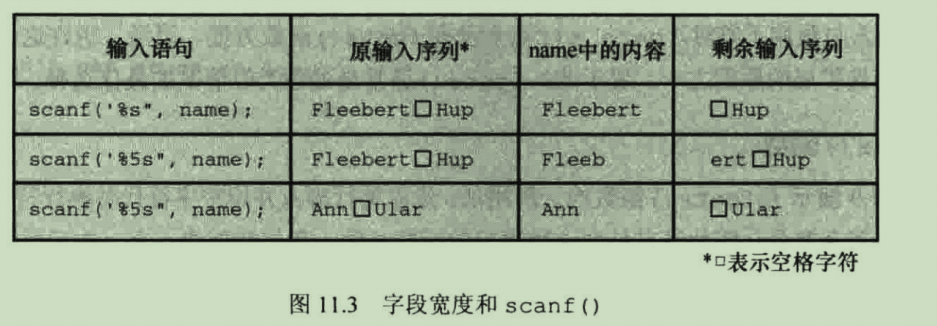 输入语句 原输入序列* name中的内容 剩余输入序列
scanf('%s", name); Fleebert□Hup Fleebert □Hup
scanf('%5s", name); Fleebert□Hup Fleeb ert□Hup
scanf('%5s", name); Ann□Ular Ann □Ular
*□表示空格字符
图 11.3 字段宽度和 scanf()